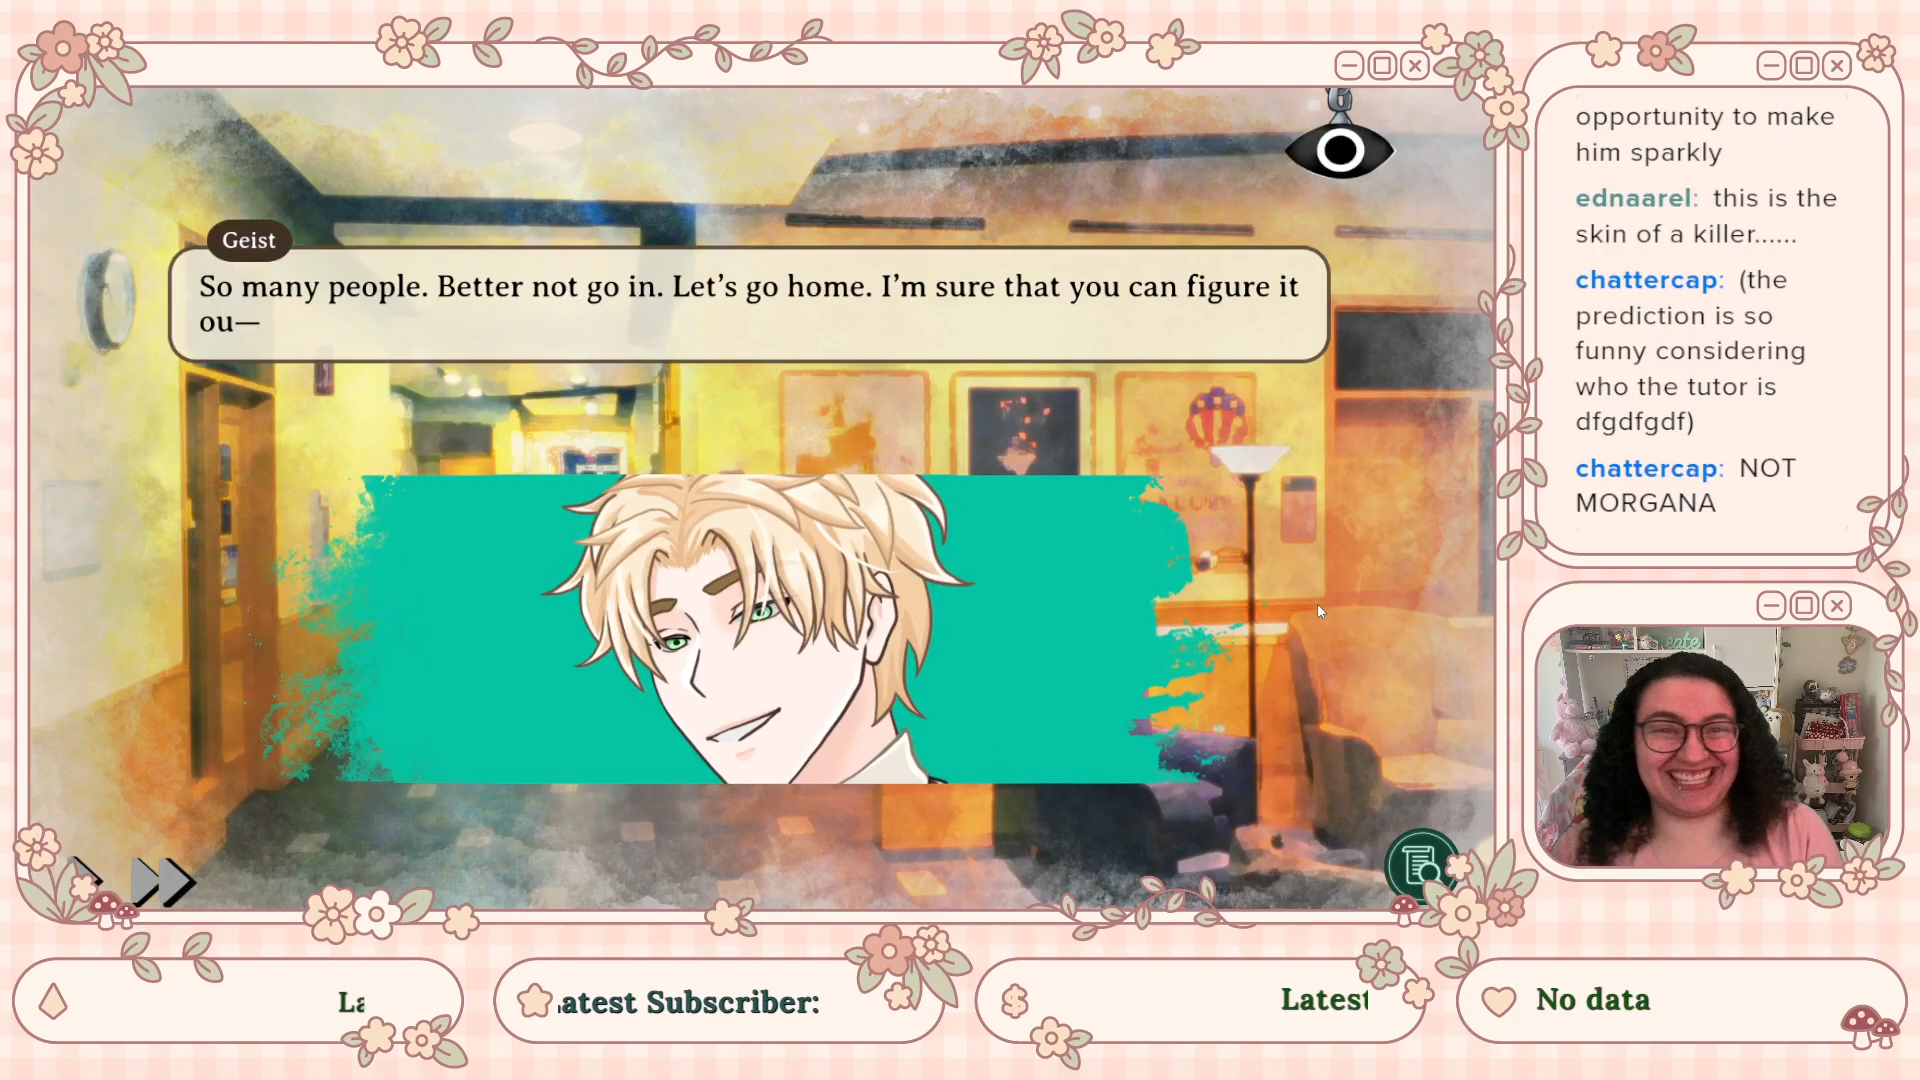 Geist
So many people. Better not go in. Let’s go home. I’m sure that you can figure it
ou—
opportunity to make
him sparkly
ednaarel: this is the
skin of a killer......
chattercap: (the
prediction is so
funny considering
who the tutor is
dfgdfgdf)
chattercap: NOT
MORGANA
La
atest Subscriber:
Latest
No data